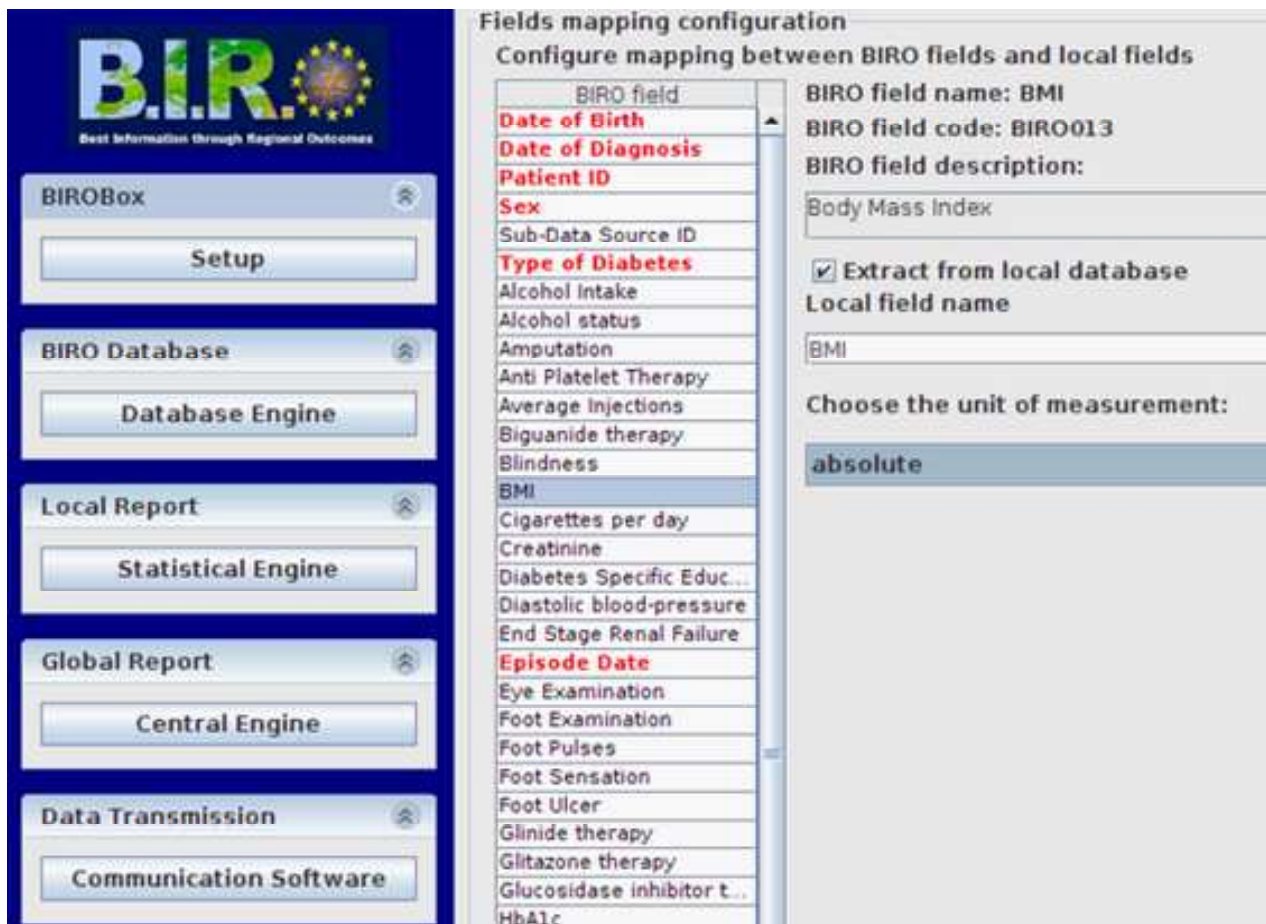 B.I.R.O
Best Information through Regional Outcomes
BIROBox
Setup
BIRO Database
Database Engine
Local Report
Statistical Engine
Global Report
Central Engine
Data Transmission
Communication Software
Fields mapping configuration
Configure mapping between BIRO fields and local fields
BIRO field
Date of Birth
Date of Diagnosis
Patient ID
Sex
Sub-Data Source ID
Type of Diabetes
Alcohol Intake
Alcohol status
Amputation
Anti Platelet Therapy
Average Injections
Biguanide therapy
Blindness
BMI
Cigarettes per day
Creatinine
Diabetes Specific Educ...
Diastolic blood-pressure
End Stage Renal Failure
Episode Date
Eye Examination
Foot Examination
Foot Pulses
Foot Sensation
Foot Ulcer
Glinide therapy
Glitazone therapy
Glucosidase inhibitor t...
HbA1c
BIRO field name: BMI
BIRO field code: BIRO013
BIRO field description:
Body Mass Index
Extract from local database
Local field name
BMI
Choose the unit of measurement:
absolute